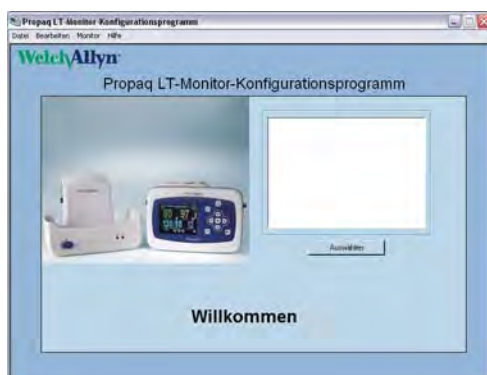 Propaq LT-Monitor-Konfigurationsprogramm
Datei Bearbeiten Monitor Hilfe
WelchAllyn
Propaq LT-Monitor-Konfigurationsprogramm
Auswählen
Willkommen